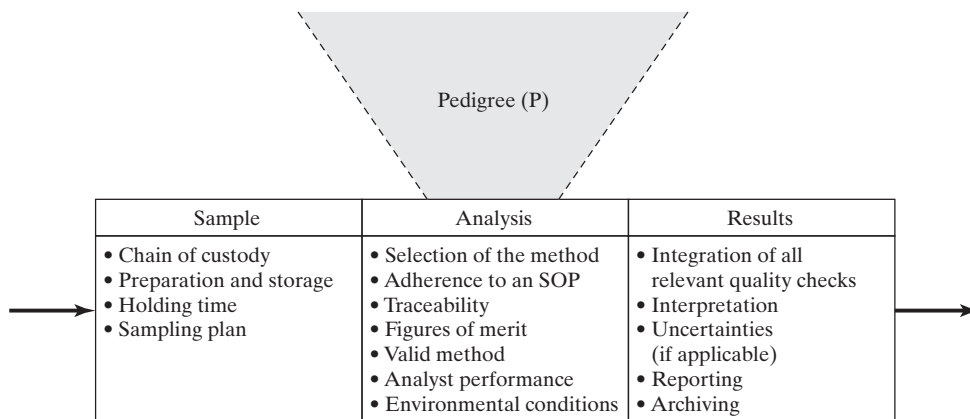 Pedigree (P)
Sample
• Chain of custody
• Preparation and storage
• Holding time
• Sampling plan
Analysis
• Selection of the method
• Adherence to an SOP
• Traceability
• Figures of merit
• Valid method
• Analyst performance
• Environmental conditions
Results
• Integration of all
relevant quality checks
• Interpretation
• Uncertainties
(if applicable)
• Reporting
• Archiving